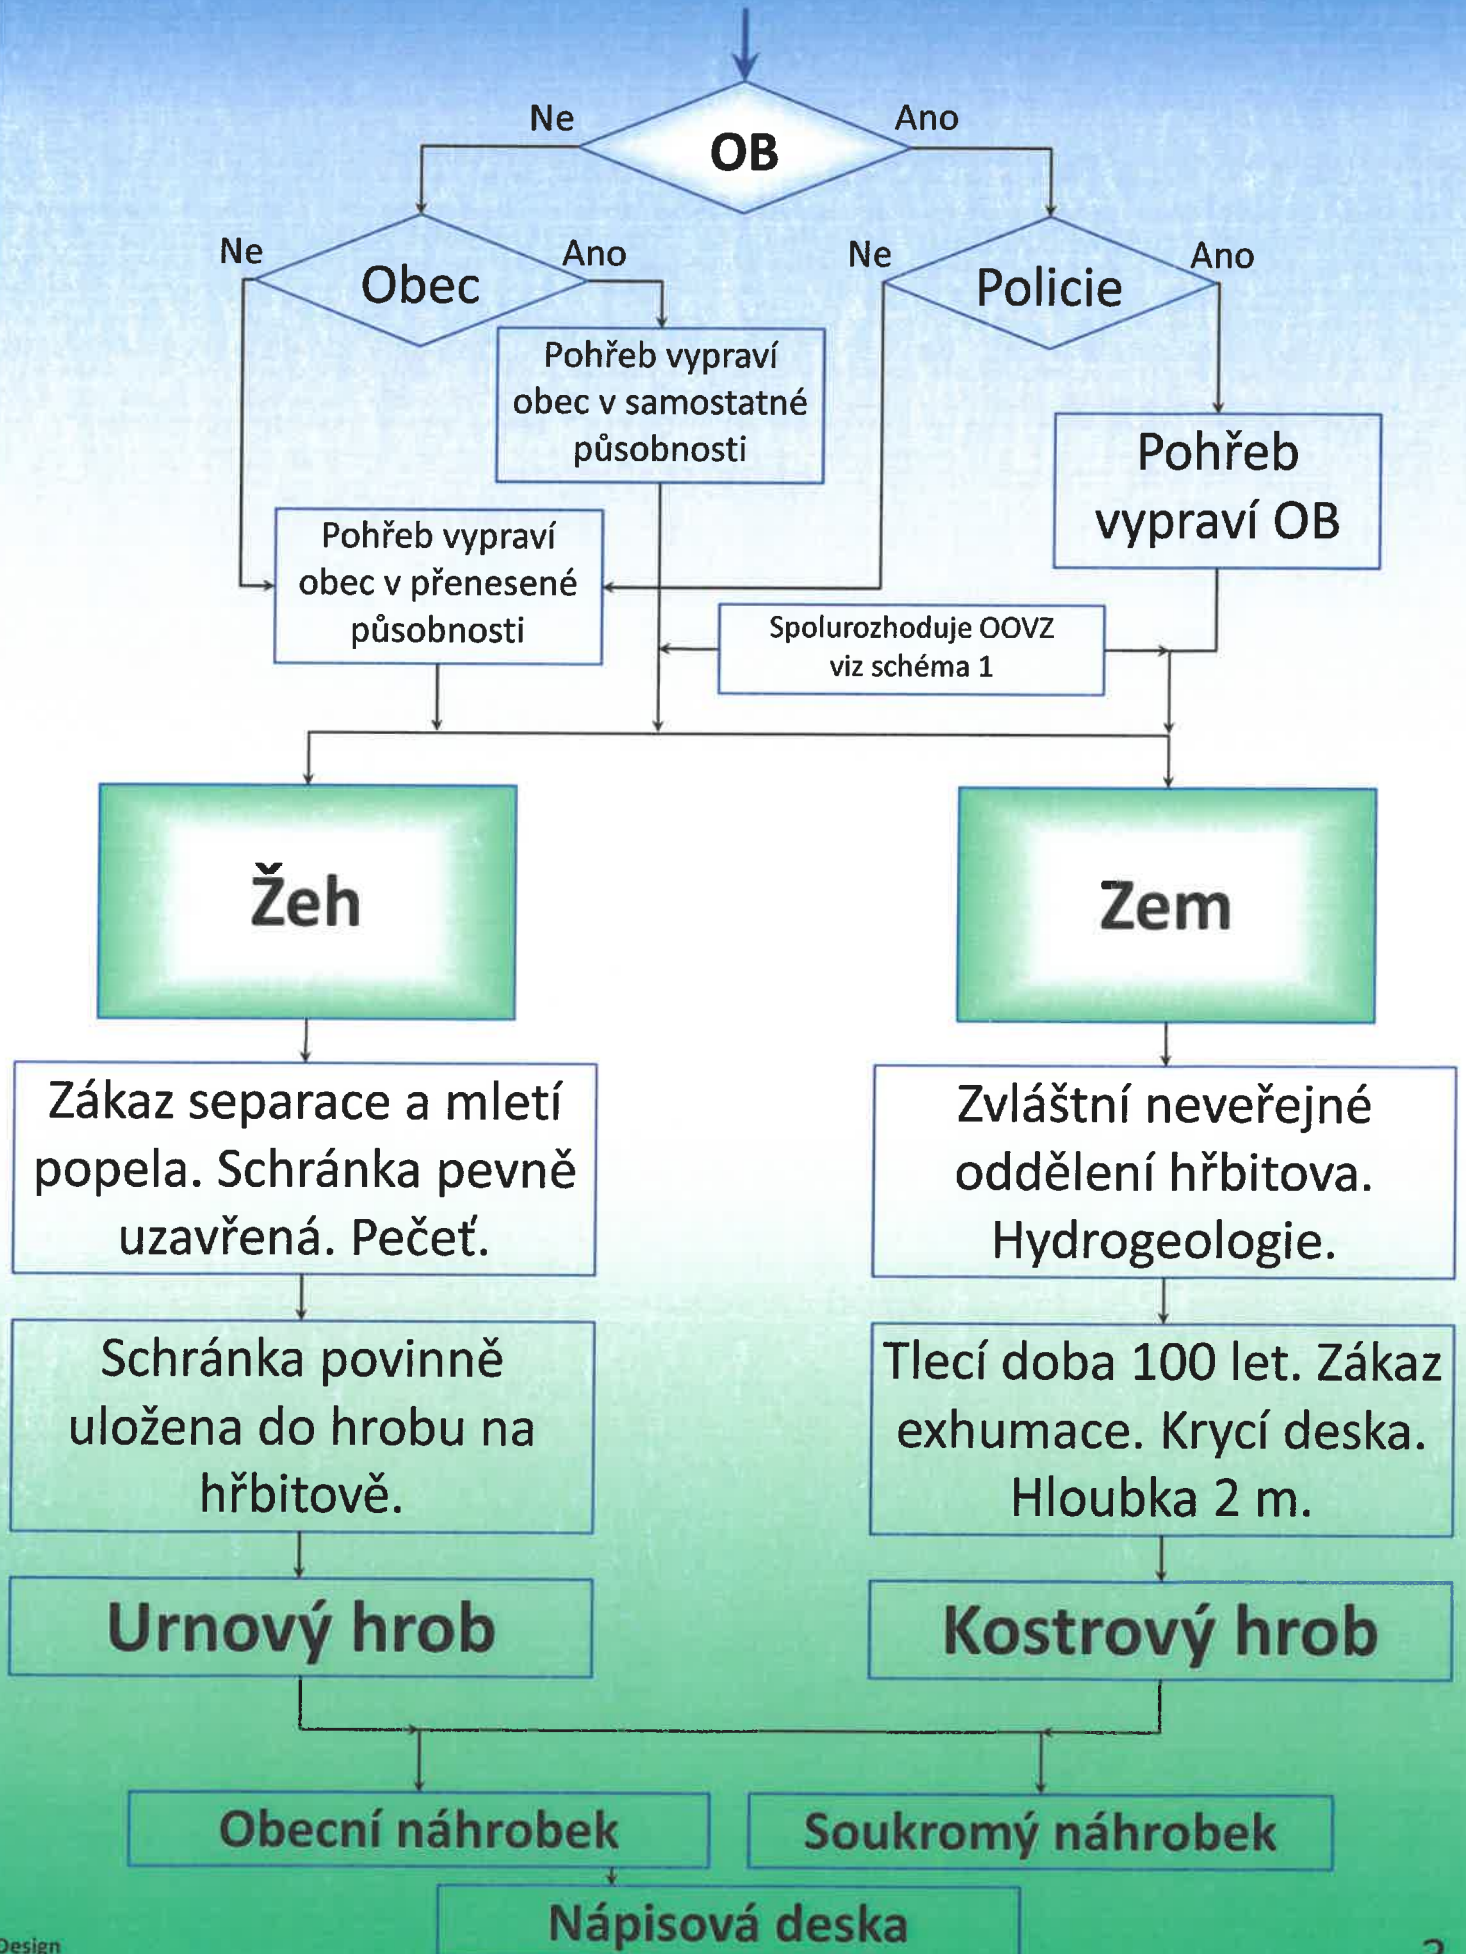 Ne
OB
Ano
Ne
Obec
Ano
Ne
Policie
Ano
Pohřeb vypraví
obec v samostatné
působnosti
Pohřeb
vypraví OB
Pohřeb vypraví
obec v přenesené
působnosti
Spolurozhoduje OOVZ
viz schéma 1
Žeh
Zem
Zákaz separace a mletí
popela. Schránka pevně
uzavřená. Pečeť.
Zvláštní neveřejné
oddělení hřbitova.
Hydrogeologie.
Schránka povinně
uložena do hrobu na
hřbitově.
Tlecí doba 100 let. Zákaz
exhumace. Krycí deska.
Hloubka 2 m.
Urnový hrob
Kostrový hrob
Obecní náhrobek
Soukromý náhrobek
Nápisová deska
Design